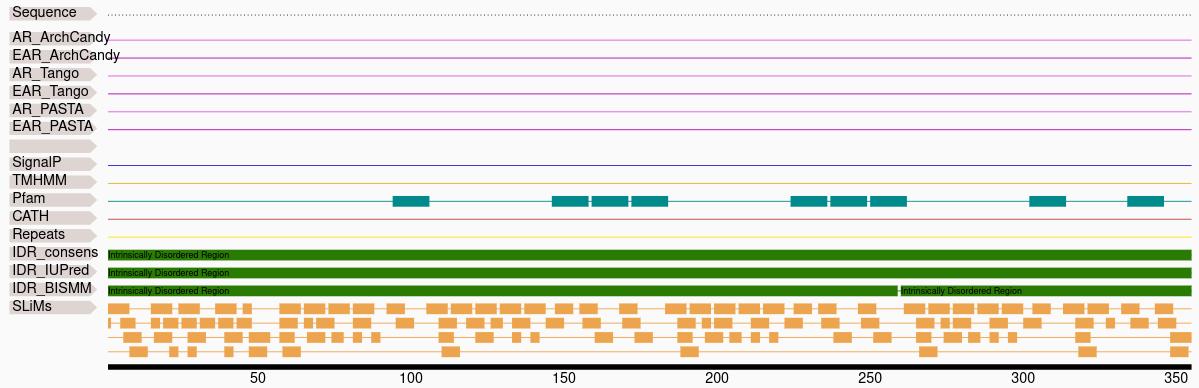 Sequence
AR_ArchCandy
EAR_ArchCandy
AR_Tango
EAR_Tango
AR_PASTA
EAR_PASTA
SignalP
TMHMM
Pfam
CATH
Repeats
IDR_consens Intrinsically Disordered Region
IDR_IUPred Intrinsically Disordered Region
IDR_BISMM Intrinsically Disordered Region Intrinsically Disordered Region
SLiMs
50 100 150 200 250 300 350